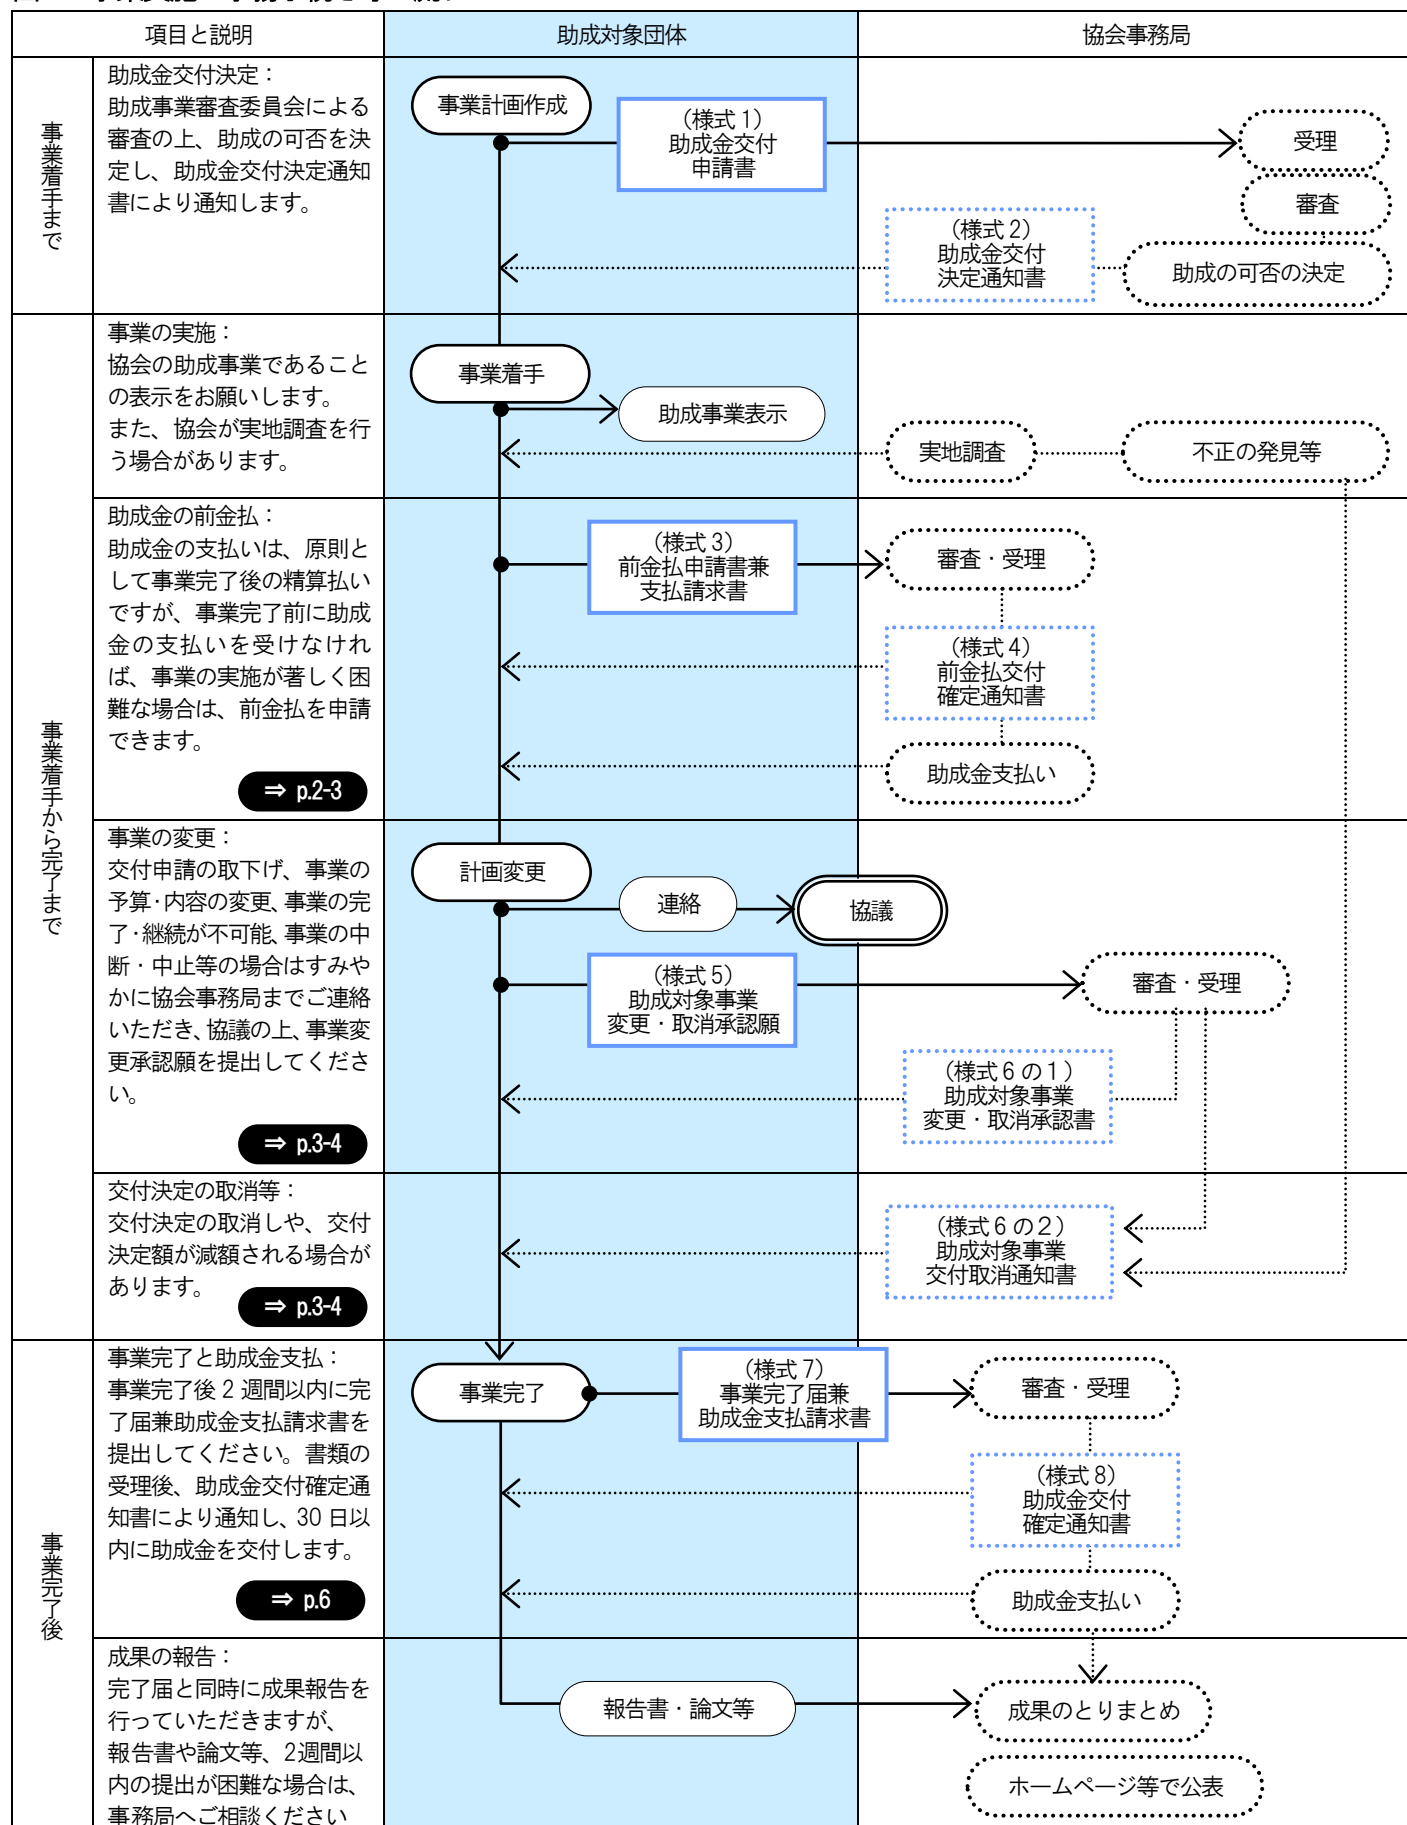 項目と説明
助成対象団体
協会事務局
事業着手まで
助成金交付決定：
助成事業審査委員会による
審査の上、助成の可否を決
定し、助成金交付決定通知
書により通知します。
事業計画作成
（様式１）
助成金交付
申請書
受理
審査
（様式２）
助成金交付
決定通知書
助成の可否の決定
事業着手から完了まで
事業の実施：
協会の助成事業であること
の表示をお願いします。
また、協会が実地調査を行
う場合があります。
事業着手
助成事業表示
実地調査
不正の発見等
助成金の前金払：
助成金の支払いは、原則と
して事業完了後の精算払い
ですが、事業完了前に助成
金の支払いを受けなけれ
ば、事業の実施が著しく困
難な場合は、前金払を申請
できます。
⇒ p.2-3
（様式３）
前金払申請書兼
支払請求書
審査・受理
（様式４）
前金払交付
確定通知書
助成金支払い
事業の変更：
交付申請の取下げ、事業の
予算・内容の変更、事業の完
了・継続が不可能、事業の中
断・中止等の場合はすみや
かに協会事務局までご連絡
いただき、協議の上、事業変
更承認願を提出してくださ
い。
⇒ p.3-4
計画変更
連絡
協議
（様式５）
助成対象事業
変更・取消承認願
審査・受理
（様式６の１）
助成対象事業
変更・取消承認書
交付決定の取消等：
交付決定の取消しや、交付
決定額が減額される場合が
あります。
⇒ p.3-4
（様式６の２）
助成対象事業
交付取消通知書
事業完了後
事業完了と助成金支払：
事業完了後２週間以内に完
了届兼助成金支払請求書を
提出してください。書類の
受理後、助成金交付確定通
知書により通知し、30日以
内に助成金を交付します。
⇒ p.6
事業完了
（様式７）
事業完了届兼
助成金支払請求書
審査・受理
（様式８）
助成金交付
確定通知書
助成金支払い
成果の報告：
完了届と同時に成果報告を
行っていただきますが、
報告書や論文等、２週間以
内の提出が困難な場合は、
事務局へご相談ください
報告書・論文等
成果のとりまとめ
ホームページ等で公表